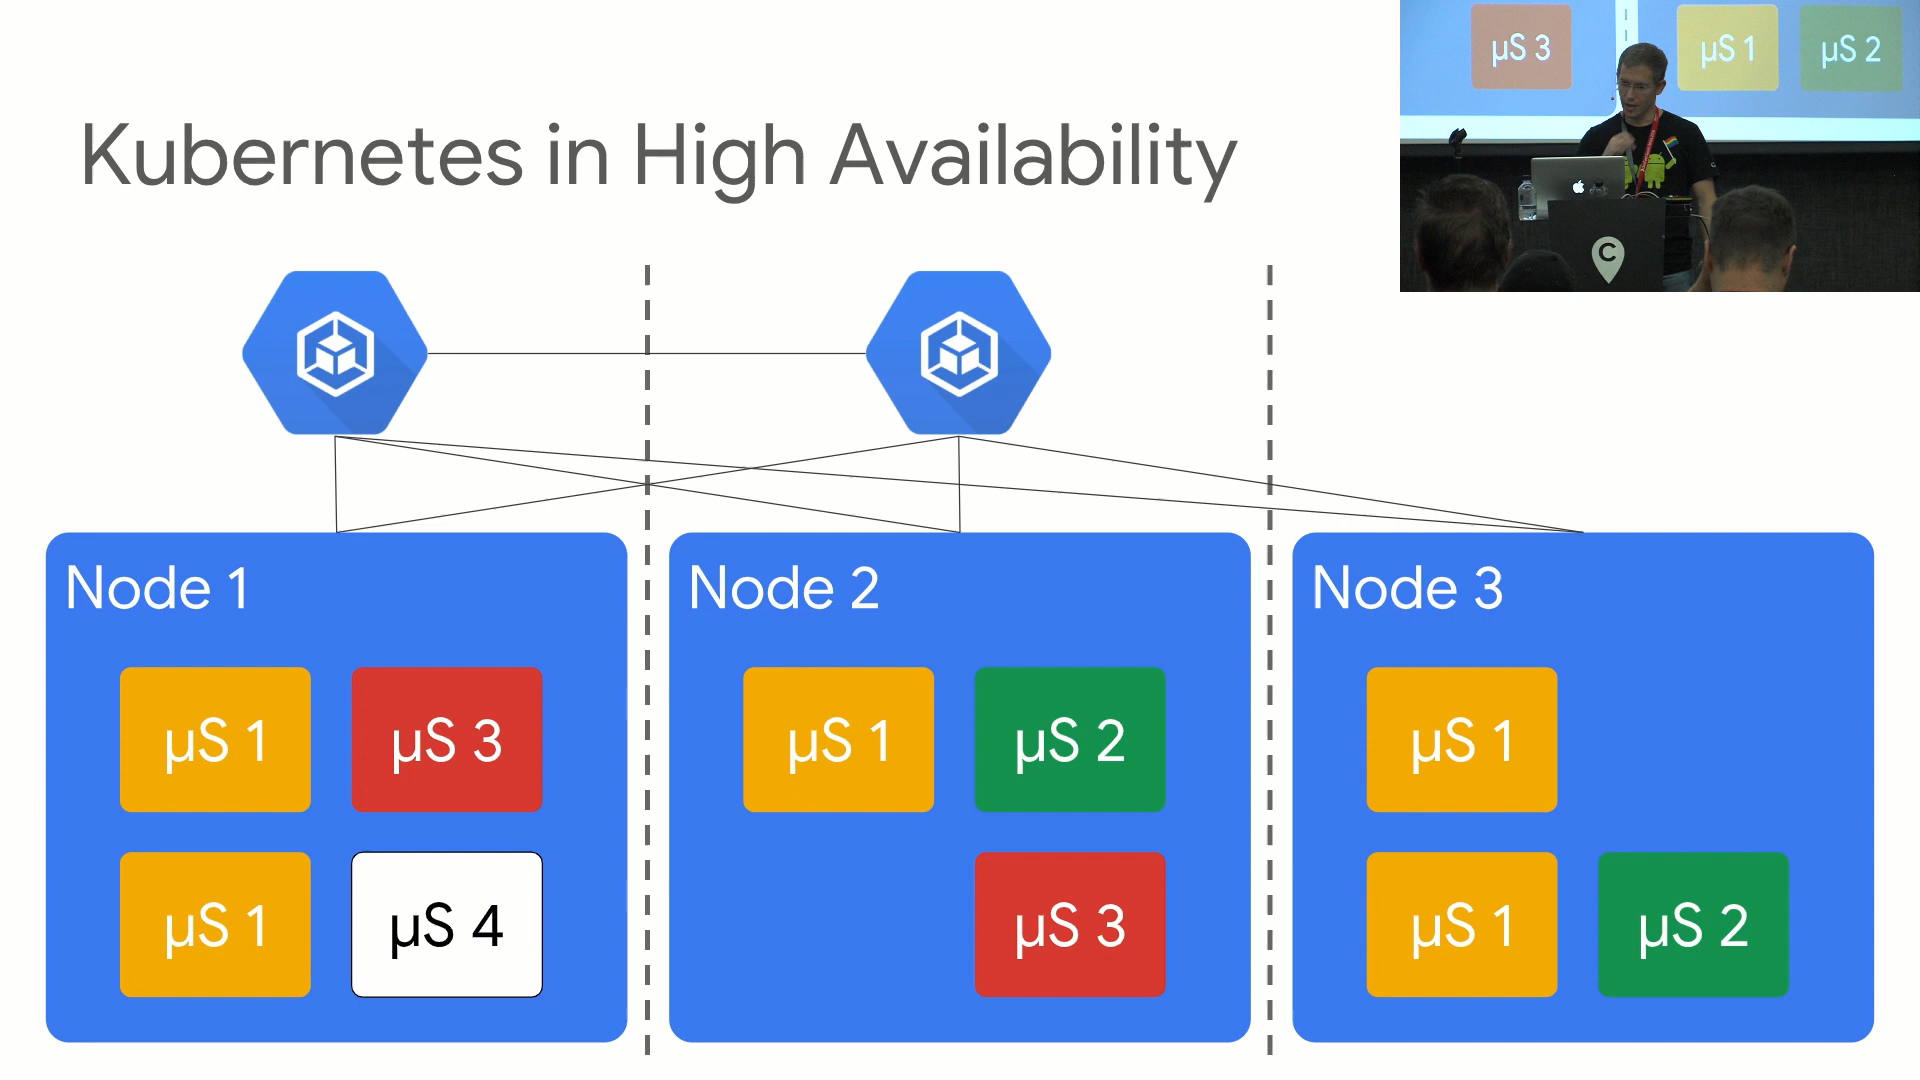 Kubernetes in High Availability
µS 3
µS 1
µS 2
C
Node 1
µS 1
µS 3
µS 1
µS 4
Node 2
µS 1
µS 2
µS 3
Node 3
µS 1
µS 1
µS 2